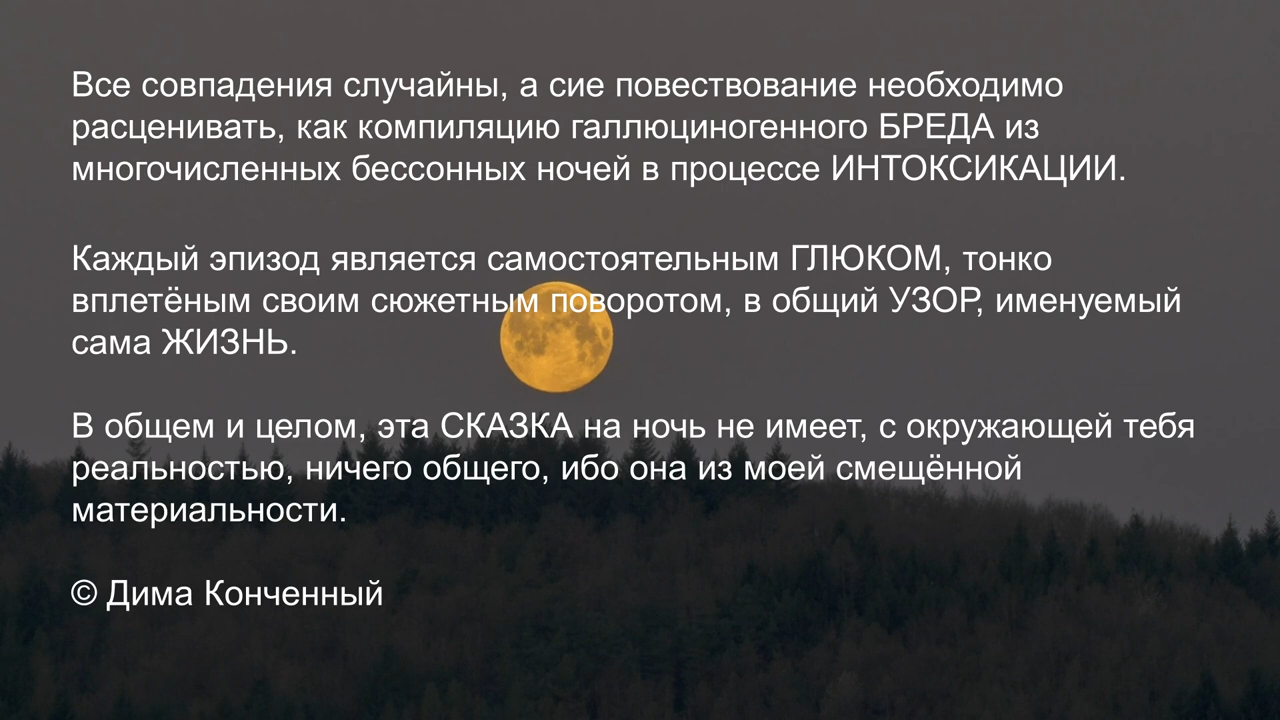 Все совпадения случайны, а сие повествование необходимо
расценивать, как компиляцию галлюциногенного БРЕДА из
многочисленных бессонных ночей в процессе ИНТОКСИКАЦИИ.
Каждый эпизод является самостоятельным ГЛЮКОМ, тонко
вплетёным своим сюжетным поворотом, в общий УЗОР, именуемый
сама ЖИЗНЬ.
В общем и целом, эта СКАЗКА на ночь не имеет, с окружающей тебя
реальностью, ничего общего, ибо она из моей смещённой
материальности.
© Дима Конченный